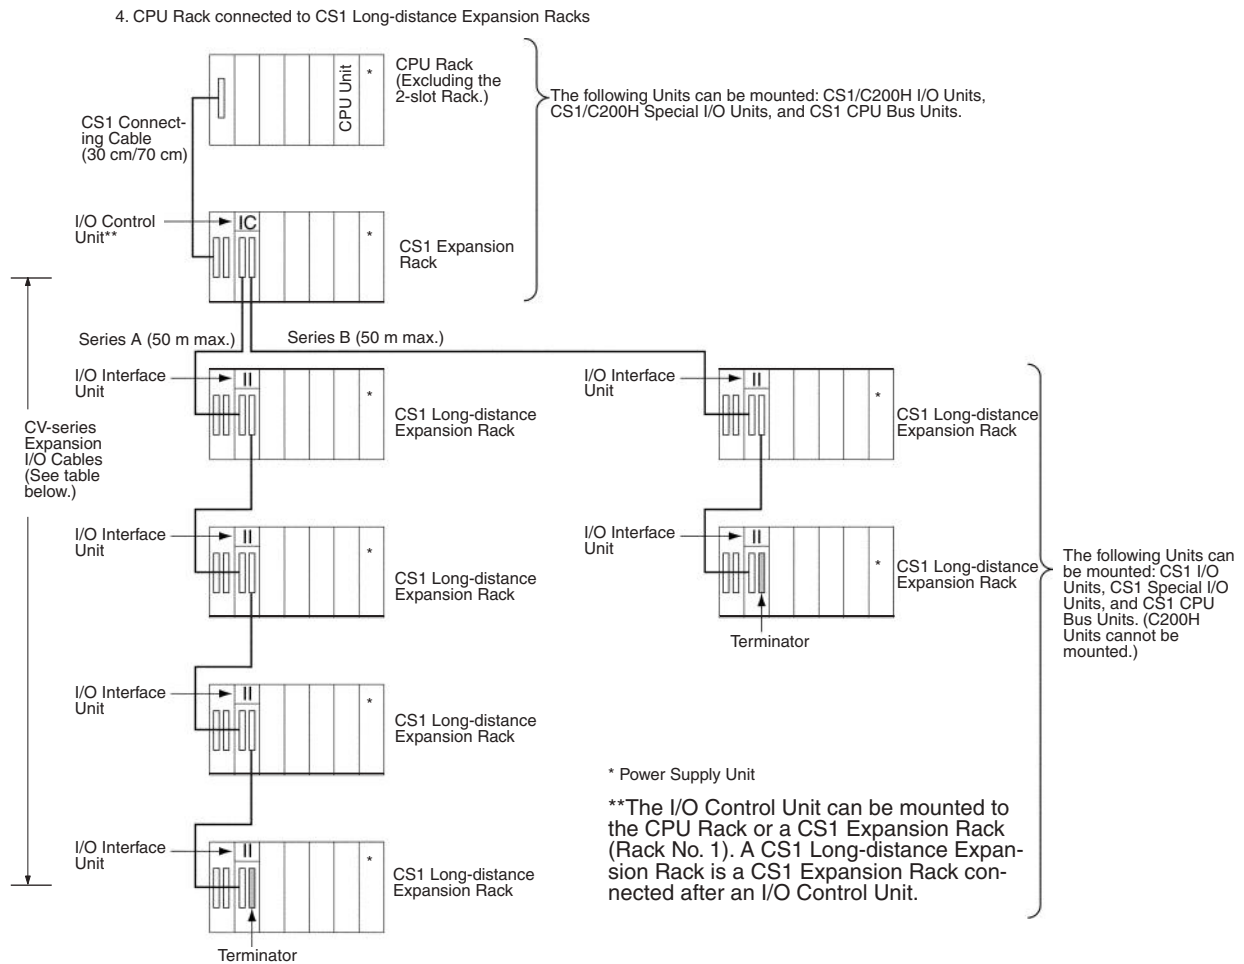 4. CPU Rack connected to CS1 Long-distance Expansion Racks
CPU Unit
*
CPU Rack
(Excluding the
2-slot Rack.)
The following Units can be mounted: CS1/C200H I/O Units,
CS1/C200H Special I/O Units, and CS1 CPU Bus Units.
CS1 Connect-
ing Cable
(30 cm/70 cm)
I/O Control
Unit**
IC
*
CS1 Expansion
Rack
Series A (50 m max.)
Series B (50 m max.)
I/O Interface
Unit
II
*
CS1 Long-distance
Expansion Rack
I/O Interface
Unit
II
*
CS1 Long-distance
Expansion Rack
CV-series
Expansion
I/O Cables
(See table
below.)
I/O Interface
Unit
II
*
CS1 Long-distance
Expansion Rack
I/O Interface
Unit
II
*
CS1 Long-distance
Expansion Rack
Terminator
The following Units can
be mounted: CS1 I/O
Units, CS1 Special I/O
Units, and CS1 CPU
Bus Units. (C200H
Units cannot be
mounted.)
I/O Interface
Unit
II
*
CS1 Long-distance
Expansion Rack
* Power Supply Unit
**The I/O Control Unit can be mounted to
the CPU Rack or a CS1 Expansion Rack
(Rack No. 1). A CS1 Long-distance Expan-
sion Rack is a CS1 Expansion Rack con-
nected after an I/O Control Unit.
I/O Interface
Unit
II
*
CS1 Long-distance
Expansion Rack
Terminator